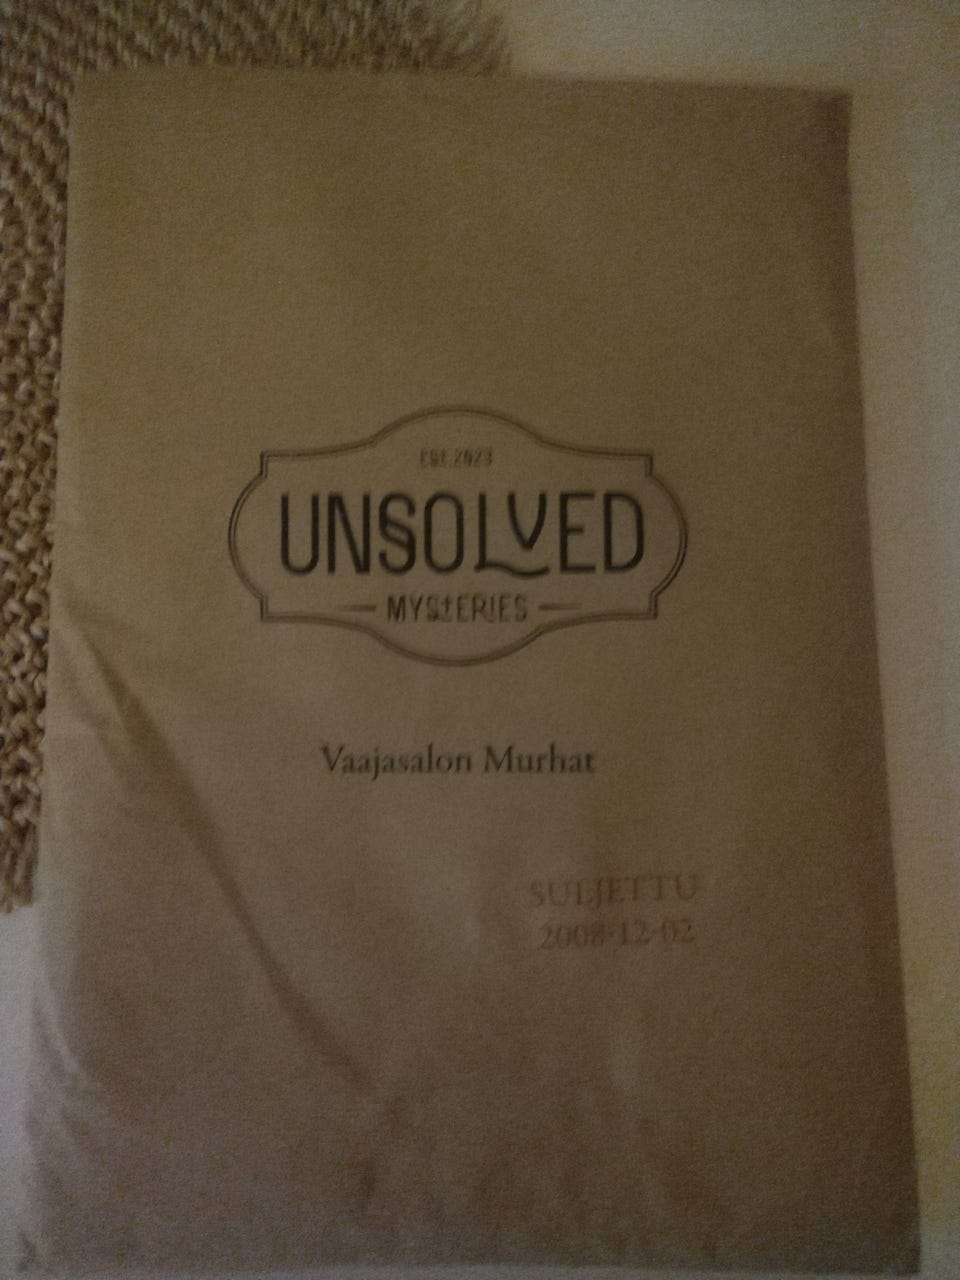 EST.2023
UNSOLVED
MYSTERIES
Vaajasalon Murhat
SULJETTU
2008-12-02